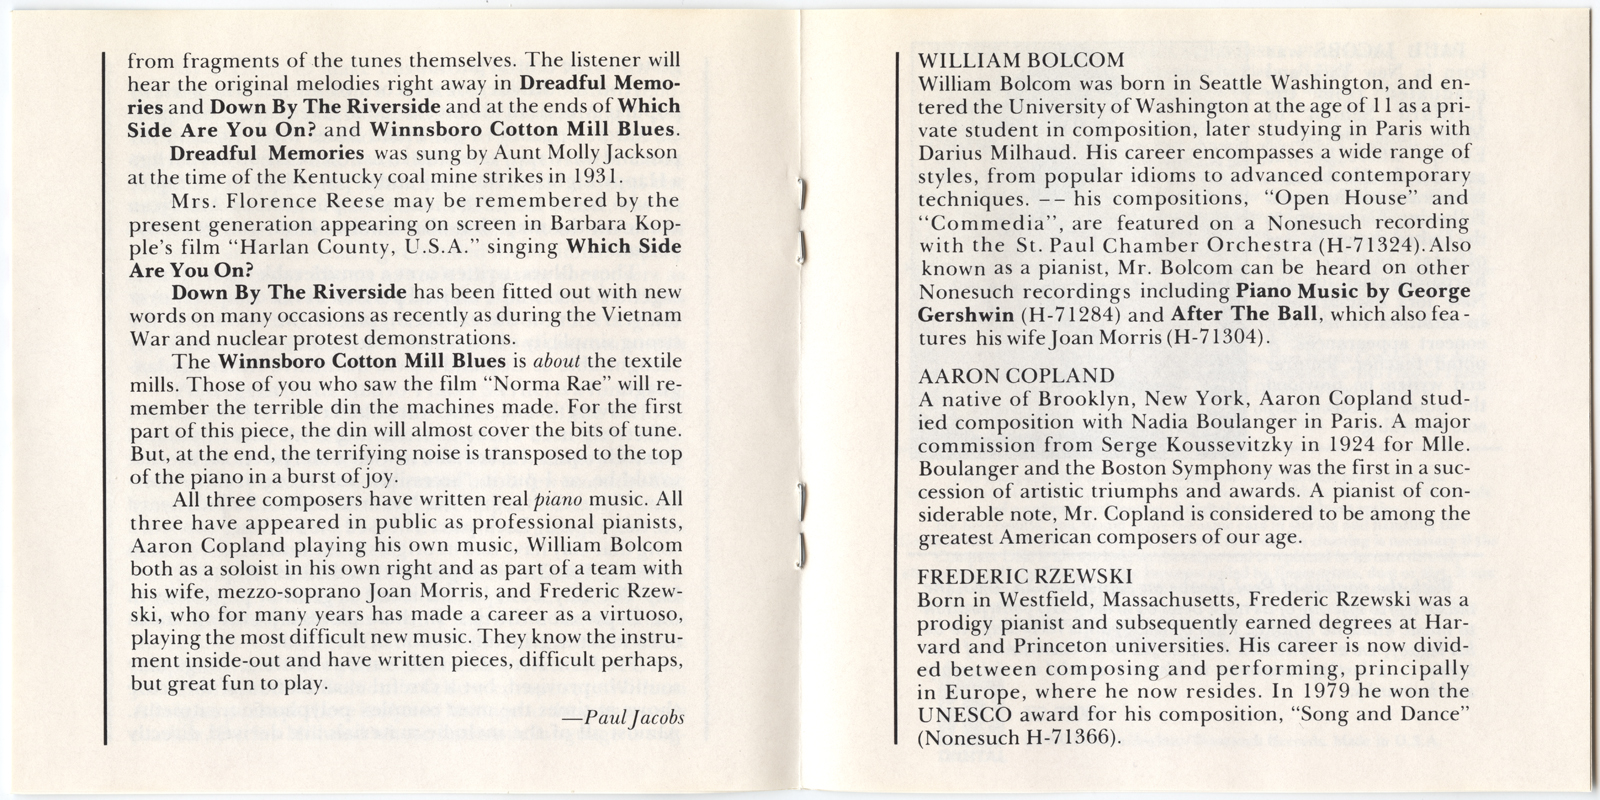 from fragments of the tunes themselves. The listener will
hear the original melodies right away in Dreadful Memo-
ries and Down By The Riverside and at the ends of Which
Side Are You On? and Winnsboro Cotton Mill Blues.
Dreadful Memories was sung by Aunt Molly Jackson
at the time of the Kentucky coal mine strikes in 1931.
Mrs. Florence Reese may be remembered by the
present generation appearing on screen in Barbara Kop-
ple's film “Harlan County, U.S.A.” singing Which Side
Are You On?
Down By The Riverside has been fitted out with new
words on many occasions as recently as during the Vietnam
War and nuclear protest demonstrations.
The Winnsboro Cotton Mill Blues is about the textile
mills. Those of you who saw the film “Norma Rae” will re-
member the terrible din the machines made. For the first
part of this piece, the din will almost cover the bits of tune.
But, at the end, the terrifying noise is transposed to the top
of the piano in a burst of joy.
All three composers have written real piano music. All
three have appeared in public as professional pianists,
Aaron Copland playing his own music, William Bolcom
both as a soloist in his own right and as part of a team with
his wife, mezzo-soprano Joan Morris, and Frederic Rzew-
ski, who for many years has made a career as a virtuoso,
playing the most difficult new music. They know the instru-
ment inside-out and have written pieces, difficult perhaps,
but great fun to play.
—Paul Jacobs
WILLIAM BOLCOM
William Bolcom was born in Seattle Washington, and en-
tered the University of Washington at the age of 11 as a pri-
vate student in composition, later studying in Paris with
Darius Milhaud. His career encompasses a wide range of
styles, from popular idioms to advanced contemporary
techniques. -- his compositions, “Open House” and
“Commedia”, are featured on a Nonesuch recording
with the St. Paul Chamber Orchestra (H-71324). Also
known as a pianist, Mr. Bolcom can be heard on other
Nonesuch recordings including Piano Music by George
Gershwin (H-71284) and After The Ball, which also fea-
tures his wife Joan Morris (H-71304).
AARON COPLAND
A native of Brooklyn, New York, Aaron Copland stud-
ied composition with Nadia Boulanger in Paris. A major
commission from Serge Koussevitzky in 1924 for Mlle.
Boulanger and the Boston Symphony was the first in a suc-
cession of artistic triumphs and awards. A pianist of con-
siderable note, Mr. Copland is considered to be among the
greatest American composers of our age.
FREDERIC RZEWSKI
Born in Westfield, Massachusetts, Frederic Rzewski was a
prodigy pianist and subsequently earned degrees at Har-
vard and Princeton universities. His career is now divid-
ed between composing and performing, principally
in Europe, where he now resides. In 1979 he won the
UNESCO award for his composition, “Song and Dance”
(Nonesuch H-71366).